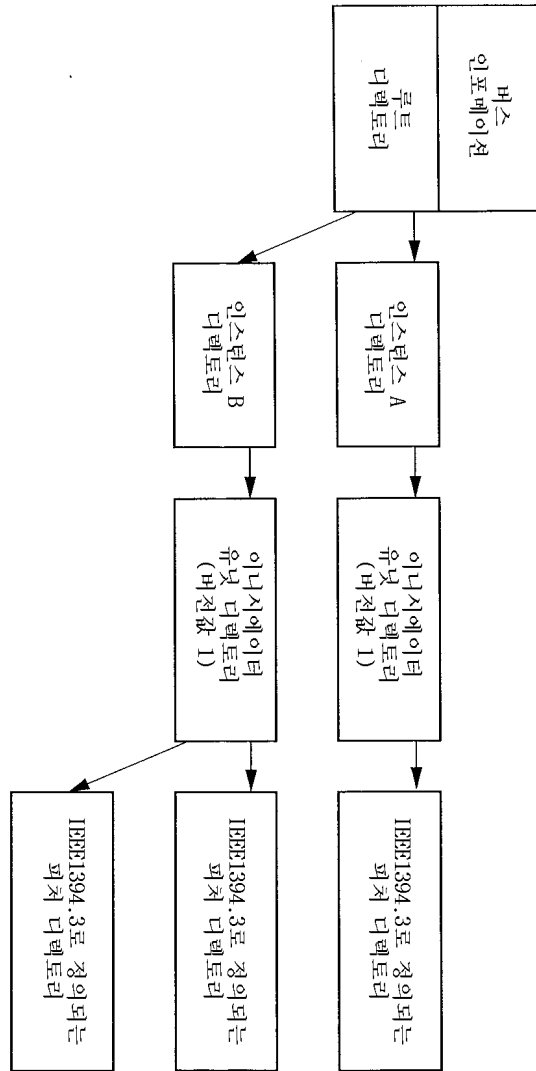 버스
인포메이션
루트
디렉토리
인스턴스 A
디렉토리
이니시에이터
유닛 디렉토리
(버전값 1)
IEEE1394.3로 정의되는
피처 디렉토리
인스턴스 B
디렉토리
이니시에이터
유닛 디렉토리
(버전값 1)
IEEE1394.3로 정의되는
피처 디렉토리
IEEE1394.3로 정의되는
피처 디렉토리